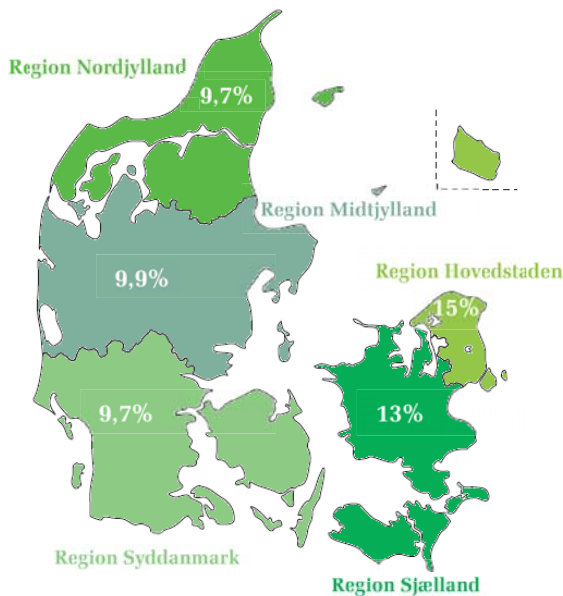 Region Nordjylland
9,7%
Region Midtjylland
9,9%
Region Hovedstaden
15%
9,7%
13%
Region Syddanmark
Region Sjælland